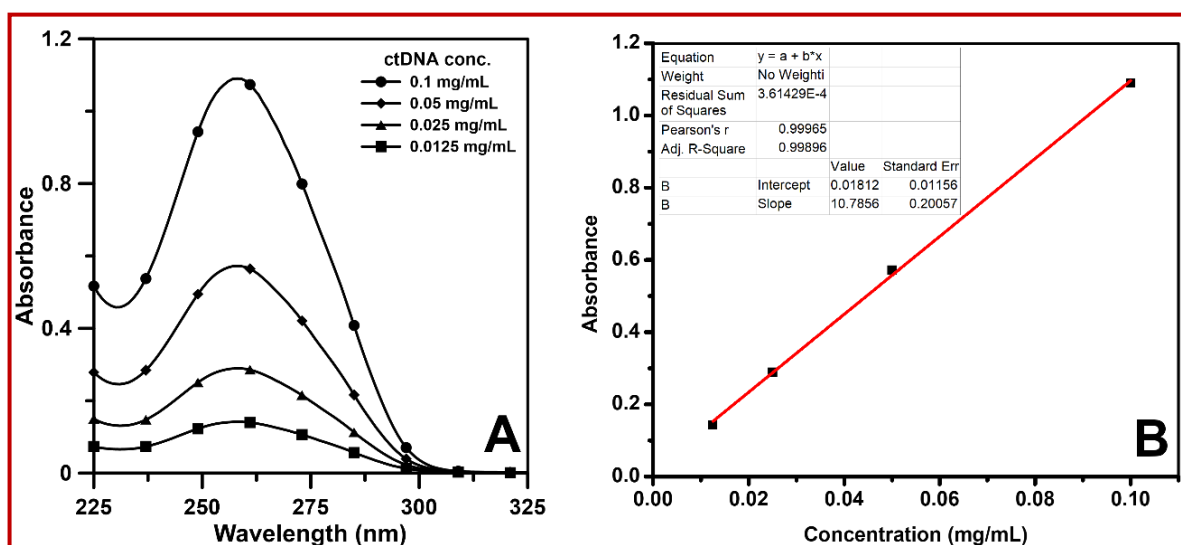 1.2
0.8
0.4
0
Absorbance
ctDNA conc.
0.1 mg/mL
0.05 mg/mL
0.025 mg/mL
0.0125 mg/mL
A
225 250 275 300 325
Wavelength (nm)
1.2
1.0
0.8
0.6
0.4
0.2
0.0
Absorbance
Equation y = a + b*x
Weight No Weighti
Residual Sum of Squares 3.61429E-4
Pearson's r 0.99965
Adj. R-Square 0.99896
Value Standard Err
B Intercept 0.01812 0.01156
B Slope 10.7856 0.20057
B
0.00 0.02 0.04 0.06 0.08 0.10
Concentration (mg/mL)